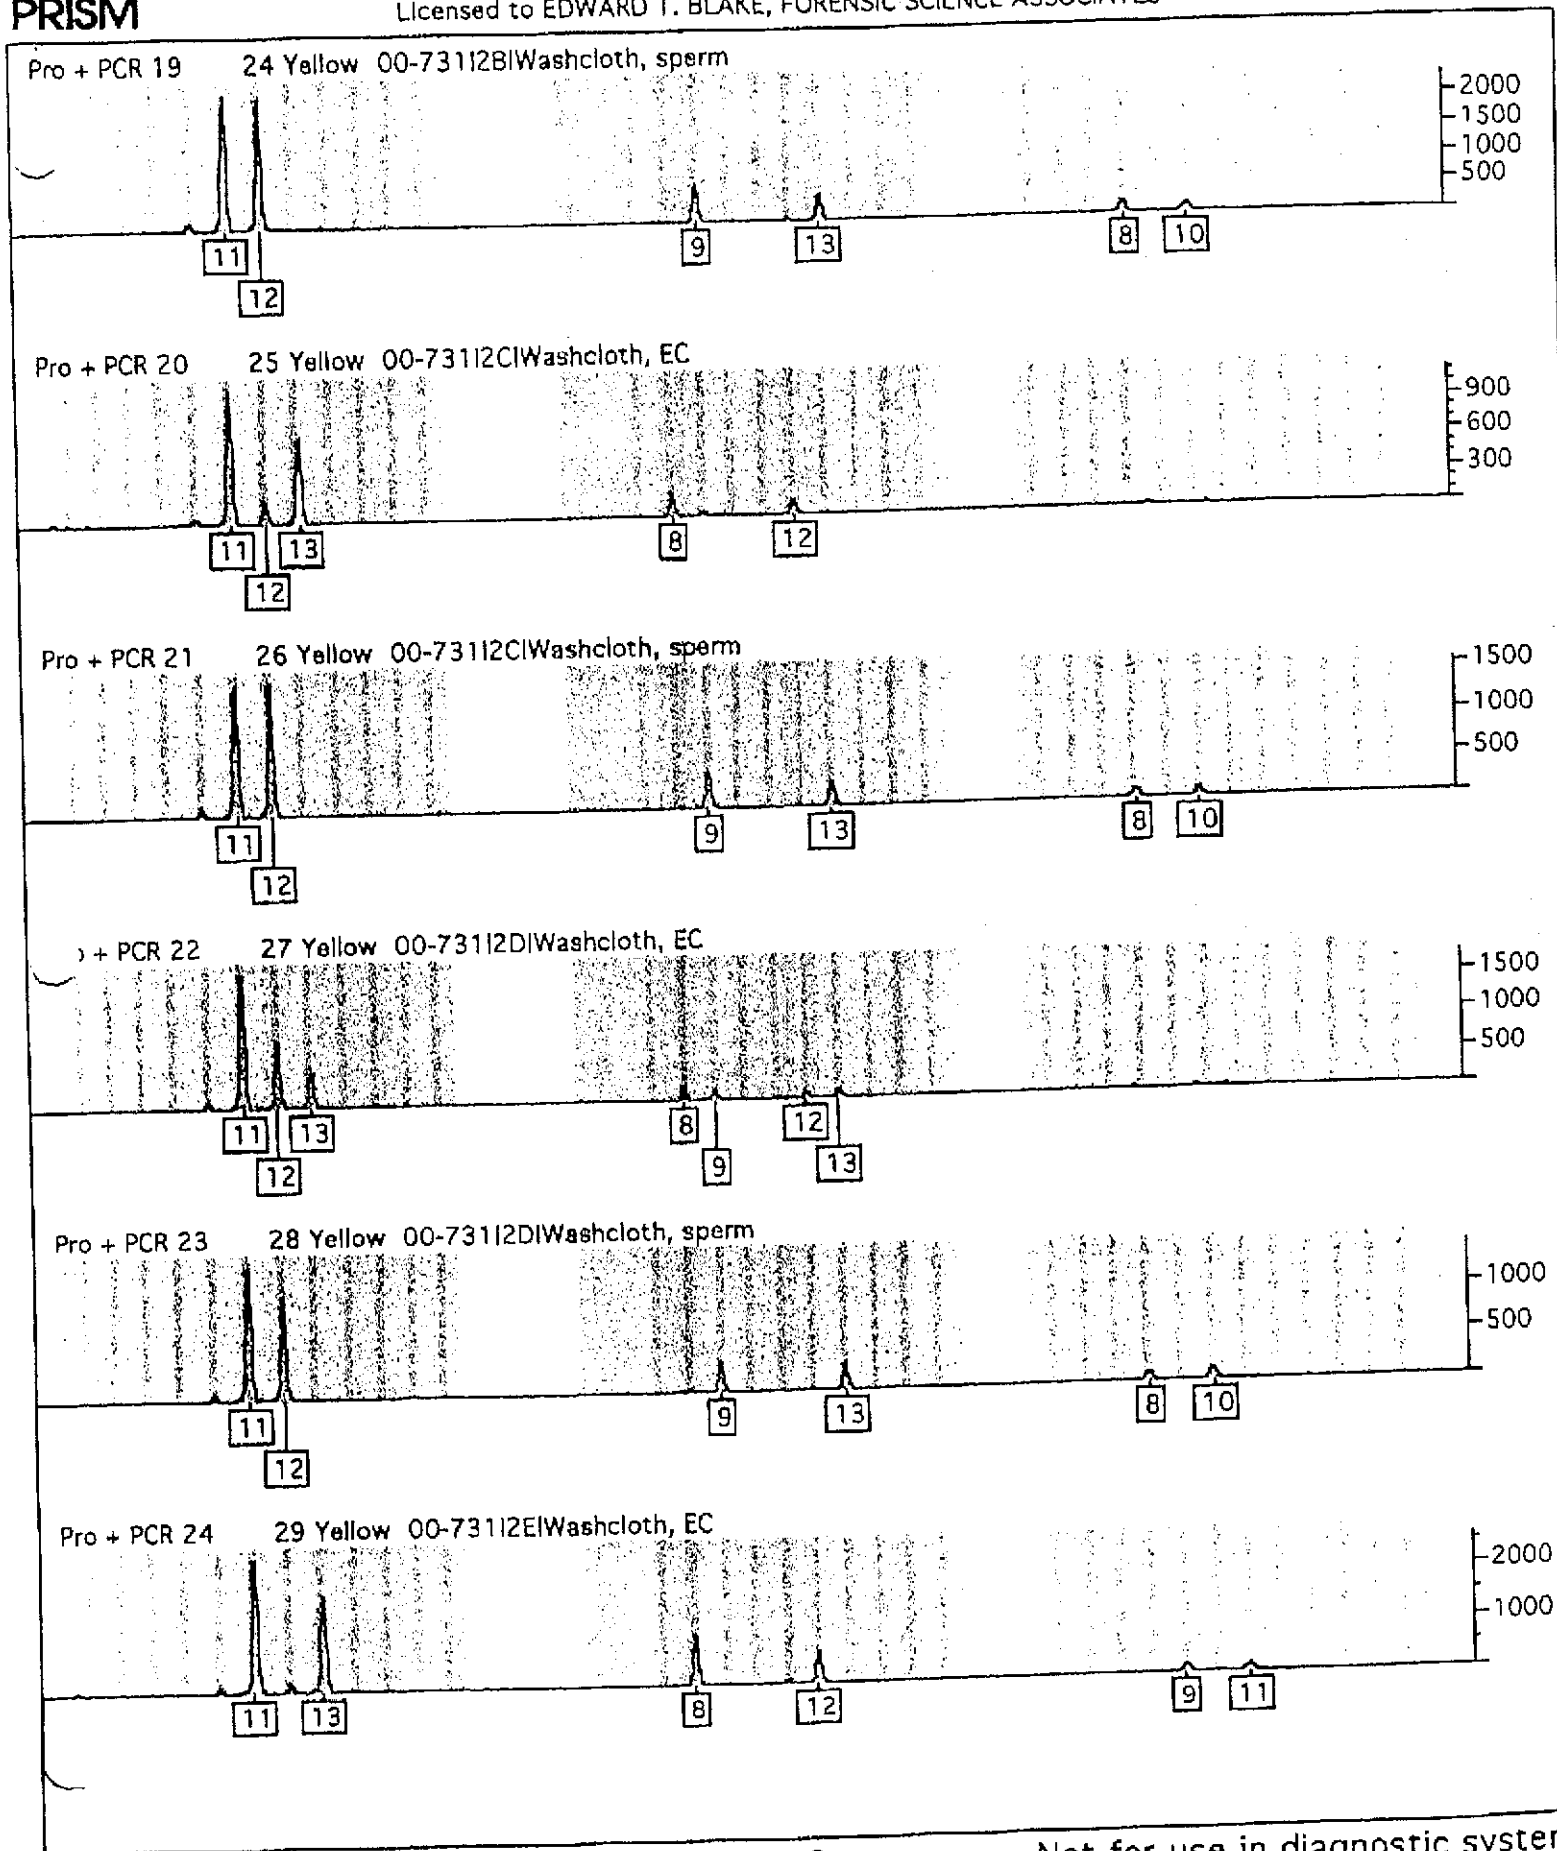 PRISM
Licensed to EDWARD T. BLAKE, FORENSIC SCIENCE ASSOCIATES
Pro + PCR 19 24 Yellow 00-731I2BIWashcloth, sperm
2000
1500
1000
500
11 9 13 8 10
12
Pro + PCR 20 25 Yellow 00-731I2CIWashcloth, EC
900
600
300
11 13 8 12
12
Pro + PCR 21 26 Yellow 00-731I2CIWashcloth, sperm
1500
1000
500
11 9 13 8 10
12
+ PCR 22 27 Yellow 00-731I2DIWashcloth, EC
1500
1000
500
11 13 8 12
12 9 13
Pro + PCR 23 28 Yellow 00-731I2DIWashcloth, sperm
1000
500
11 9 13 8 10
12
Pro + PCR 24 29 Yellow 00-731I2EIWashcloth, EC
2000
1000
11 13 8 12 9 11
Not for use in diagnostic system